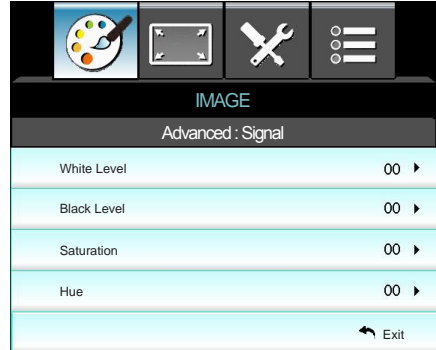 IMAGE
Advanced : Signal
White Level 00
Black Level 00
Saturation 00
Hue 00
Exit